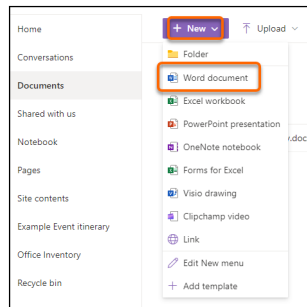 Home
Conversations
Documents
Shared with us
Notebook
Pages
Site contents
Example Event itinerary
Office Inventory
Recycle bin
+ New
Upload
Folder
Word document
Excel workbook
PowerPoint presentation
OneNote notebook
Forms for Excel
Visio drawing
Clipchamp video
Link
Edit New menu
+ Add template
.doc